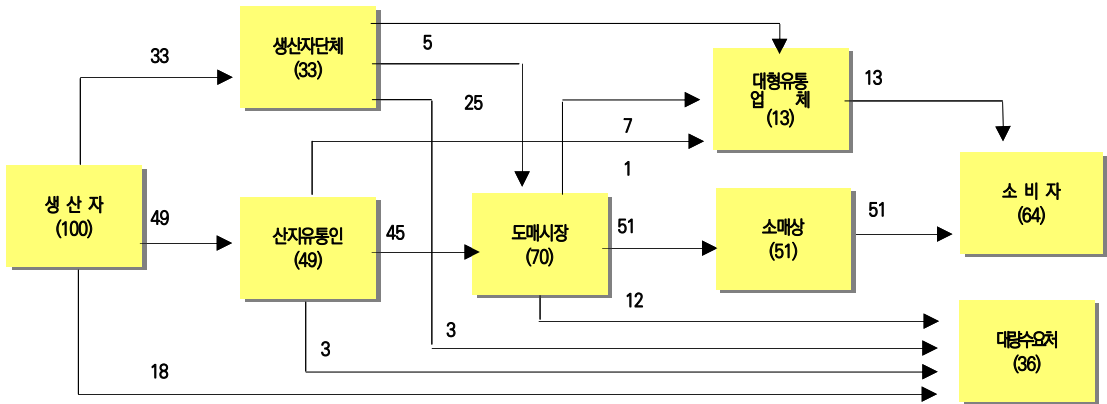 생산자단체
(33)
33
5
25
대형유통
업 체
(13)
13
7
1
생 산 자
(100)
49
산지유통인
(49)
45
도매시장
(70)
51
소매상
(51)
51
소 비 자
(64)
12
3
3
18
대량수요처
(36)